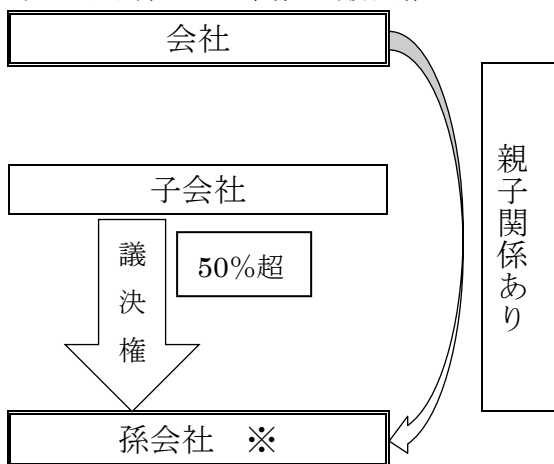 会社
子会社
議決権
50%超
親子関係あり
孫会社 ※